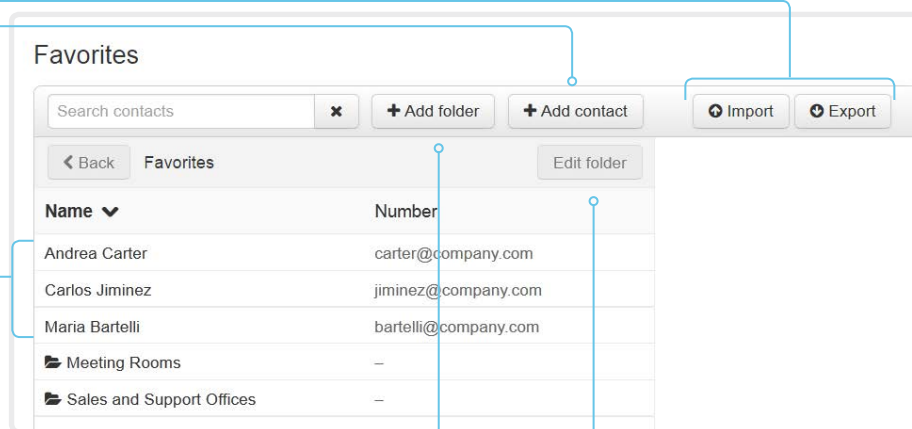 Favorites
Search contacts Add folder Add contact Import Export
Back Favorites Edit folder
Name Number
Andrea Carter carter@company.com
Carlos Jiminez jiminez@company.com
Maria Bartelli bartelli@company.com
Meeting Rooms –
Sales and Support Offices –